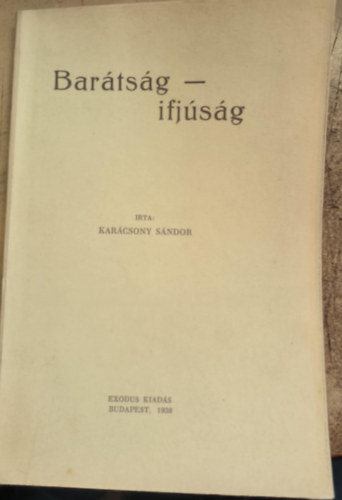 Barátság —
ifjúság
IRTA:
KARÁCSONY SÁNDOR
EXODUS KIADÁS
BUDAPEST, 1938